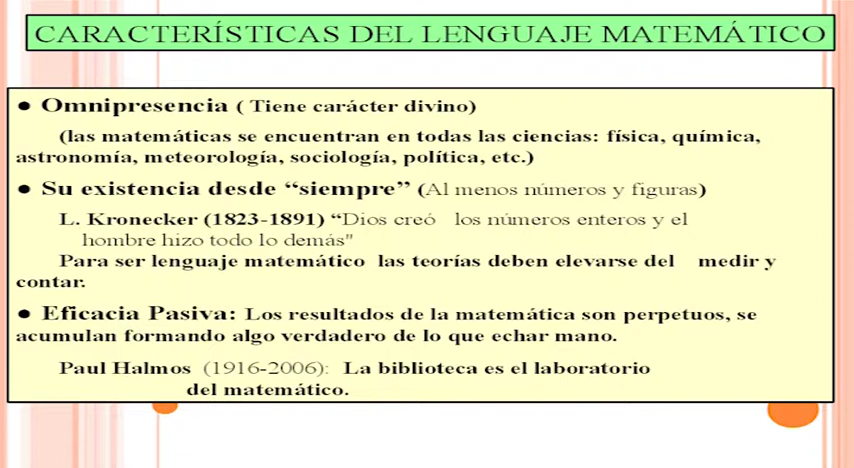 CARACTERÍSTICAS DEL LENGUAJE MATEMÁTICO
● Omnipresencia ( Tiene carácter divino)
(las matemáticas se encuentran en todas las ciencias: física, química,
astronomía, meteorología, sociología, política, etc.)
● Su existencia desde “siempre” (Al menos números y figuras)
L. Kronecker (1823-1891) “Dios creó los números enteros y el
hombre hizo todo lo demás"
Para ser lenguaje matemático las teorías deben elevarse del medir y
contar.
● Eficacia Pasiva: Los resultados de la matemática son perpetuos, se
acumulan formando algo verdadero de lo que echar mano.
Paul Halmos (1916-2006): La biblioteca es el laboratorio
del matemático.